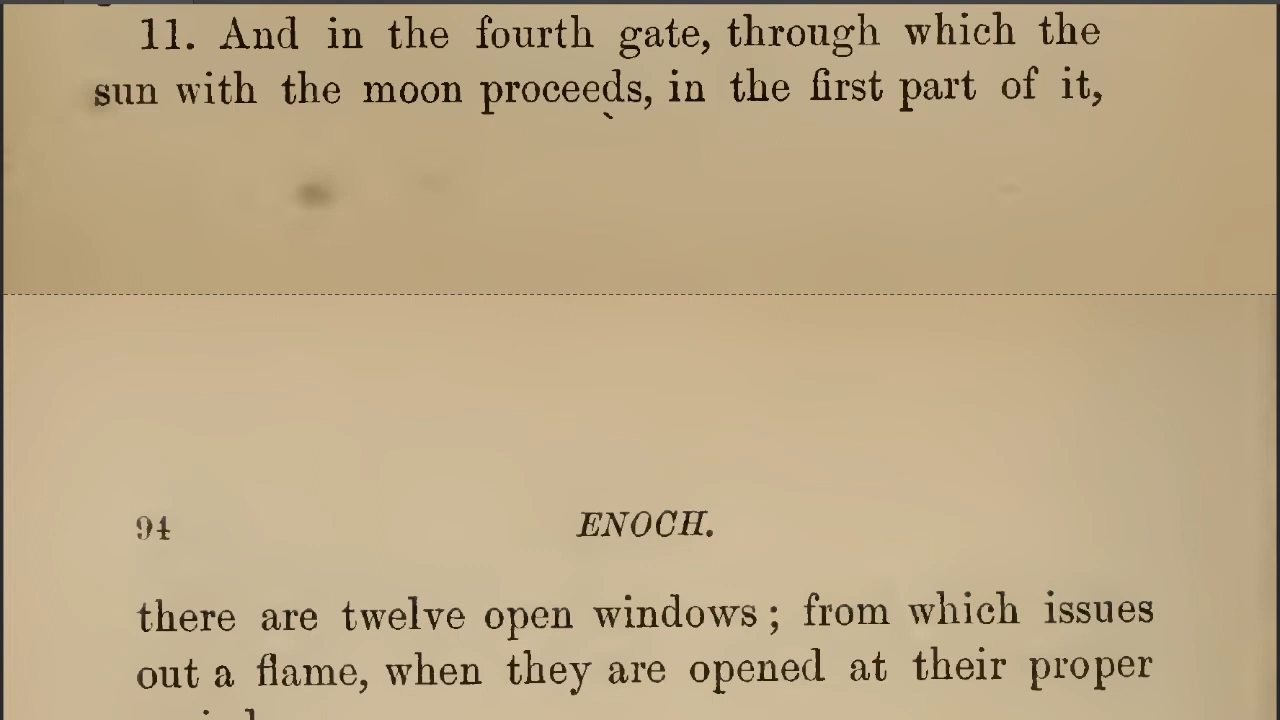 11. And in the fourth gate, through which the
sun with the moon proceeds, in the first part of it,
94
ENOCH.
there are twelve open windows; from which issues
out a flame, when they are opened at their proper